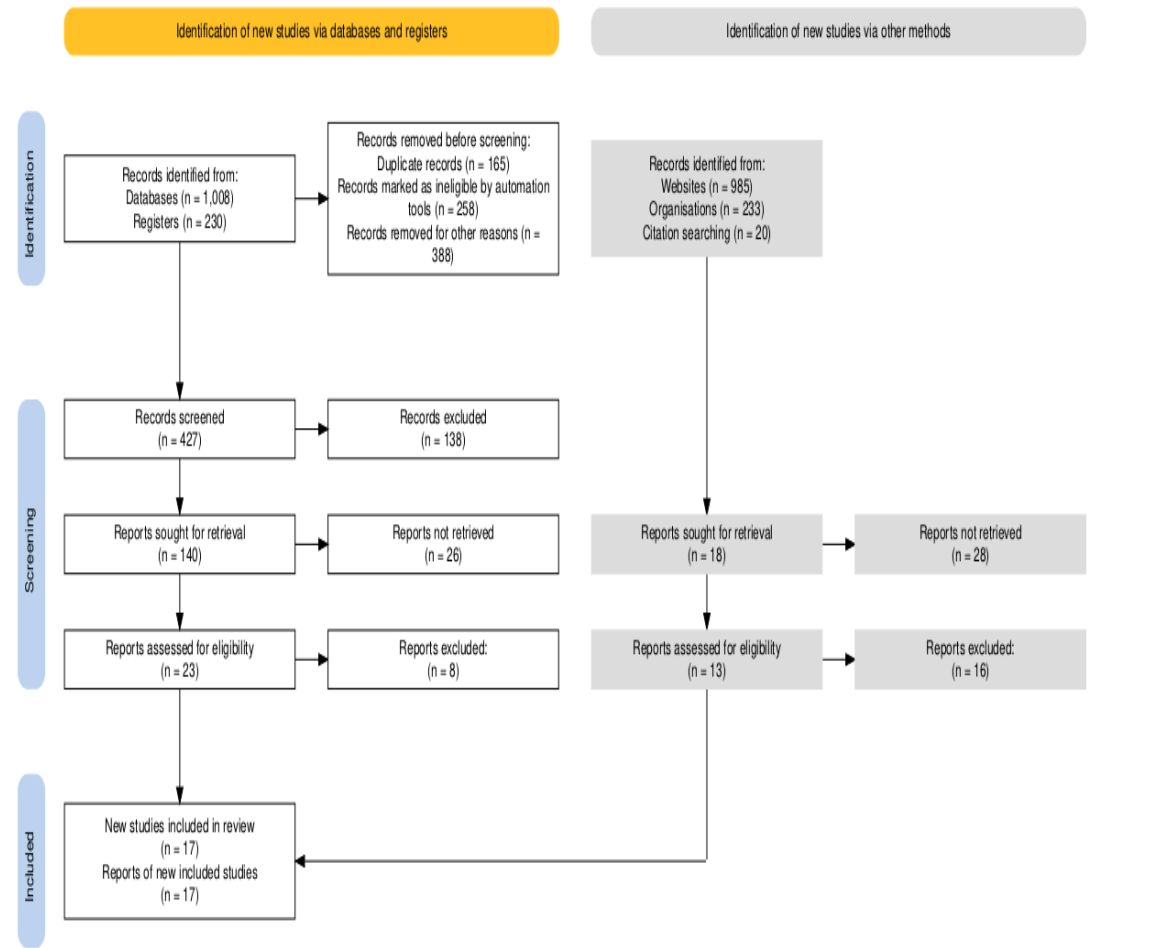 Identification of new studies via databases and registers
Identification of new studies via other methods
Identification
Records identified from:
Databases (n = 1,008)
Registers (n = 230)
Records removed before screening:
Duplicate records (n = 165)
Records marked as ineligible by automation
tools (n = 258)
Records removed for other reasons (n =
388)
Records identified from:
Websites (n = 985)
Organisations (n = 233)
Citation searching (n = 20)
Screening
Records screened
(n = 427)
Records excluded
(n = 138)
Reports sought for retrieval
(n = 140)
Reports not retrieved
(n = 26)
Reports sought for retrieval
(n = 18)
Reports not retrieved
(n = 28)
Reports assessed for eligibility
(n = 23)
Reports excluded:
(n = 8)
Reports assessed for eligibility
(n = 13)
Reports excluded:
(n = 16)
Included
New studies included in review
(n = 17)
Reports of new included studies
(n = 17)